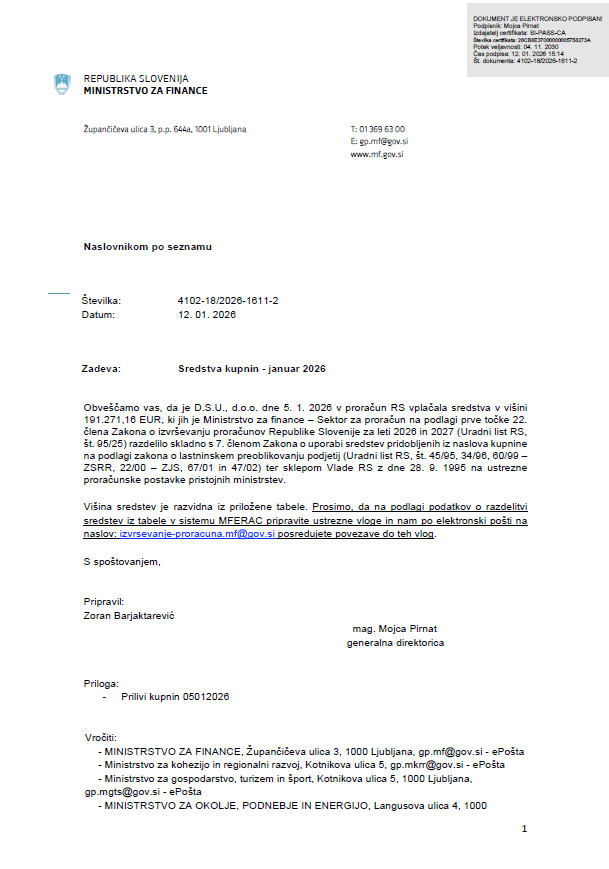 DOKUMENT JE ELEKTRONSKO PODPISAN!
Podpisnik: Mojca Pirnat
Izdajatelj certifikata: SI-PASS-CA
Številka certifikata: 26CB8E3700000005758273A
Potek veljavnosti: 04. 11. 2030
Čas podpisa: 12. 01. 2026 15:14
Št. dokumenta: 4102-18/2026-1611-2
REPUBLIKA SLOVENIJA
MINISTRSTVO ZA FINANCE
Župančičeva ulica 3, p.p. 644a, 1001 Ljubljana
T: 01 369 63 00
E: gp.mf@gov.si
www.mf.gov.si
Naslovnikom po seznamu
Številka: 4102-18/2026-1611-2
Datum: 12. 01. 2026
Zadeva: Sredstva kupnin - januar 2026
Obveščamo vas, da je D.S.U., d.o.o. dne 5. 1. 2026 v proračun RS vplačala sredstva v višini
191.271,16 EUR, ki jih je Ministrstvo za finance – Sektor za proračun na podlagi prve točke 22.
člena Zakona o izvrševanju proračunov Republike Slovenije za leti 2026 in 2027 (Uradni list RS,
št. 95/25) razdelilo skladno s 7. členom Zakona o uporabi sredstev pridobljenih iz naslova kupnine
na podlagi zakona o lastninskem preoblikovanju podjetij (Uradni list RS, št. 45/95, 34/96, 60/99 –
ZSRR, 22/00 – ZJS, 67/01 in 47/02) ter sklepom Vlade RS z dne 28. 9. 1995 na ustrezne
proračunske postavke pristojnih ministrstev.
Višina sredstev je razvidna iz priložene tabele. Prosimo, da na podlagi podatkov o razdelitvi
sredstev iz tabele v sistemu MFERAC pripravite ustrezne vloge in nam po elektronski pošti na
naslov: izvrsevanje-proracuna.mf@gov.si posredujete povezave do teh vlog.
S spoštovanjem,
Pripravil:
Zoran Barjaktarević
mag. Mojca Pirnat
generalna direktorica
Priloga:
- Prilivi kupnin 05012026
Vročiti:
- MINISTRSTVO ZA FINANCE, Župančičeva ulica 3, 1000 Ljubljana, gp.mf@gov.si - ePošta
- Ministrstvo za kohezijo in regionalni razvoj, Kotnikova ulica 5, gp.mkrr@gov.si - ePošta
- Ministrstvo za gospodarstvo, turizem in šport, Kotnikova ulica 5, 1000 Ljubljana,
gp.mgts@gov.si - ePošta
- MINISTRSTVO ZA OKOLJE, PODNEBJE IN ENERGIJO, Langusova ulica 4, 1000
1